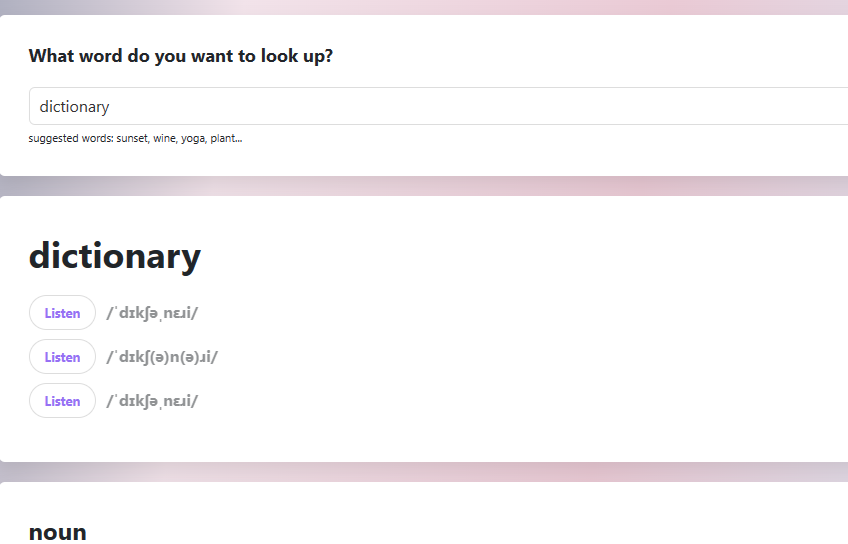 What word do you want to look up?
dictionary
suggested words: sunset, wine, yoga, plant...
dictionary
Listen /ˈdɪkʃəˌnɛɹi/
Listen /ˈdɪkʃ(ə)n(ə)ɹi/
Listen /ˈdɪkʃəˌnɛɹi/
noun